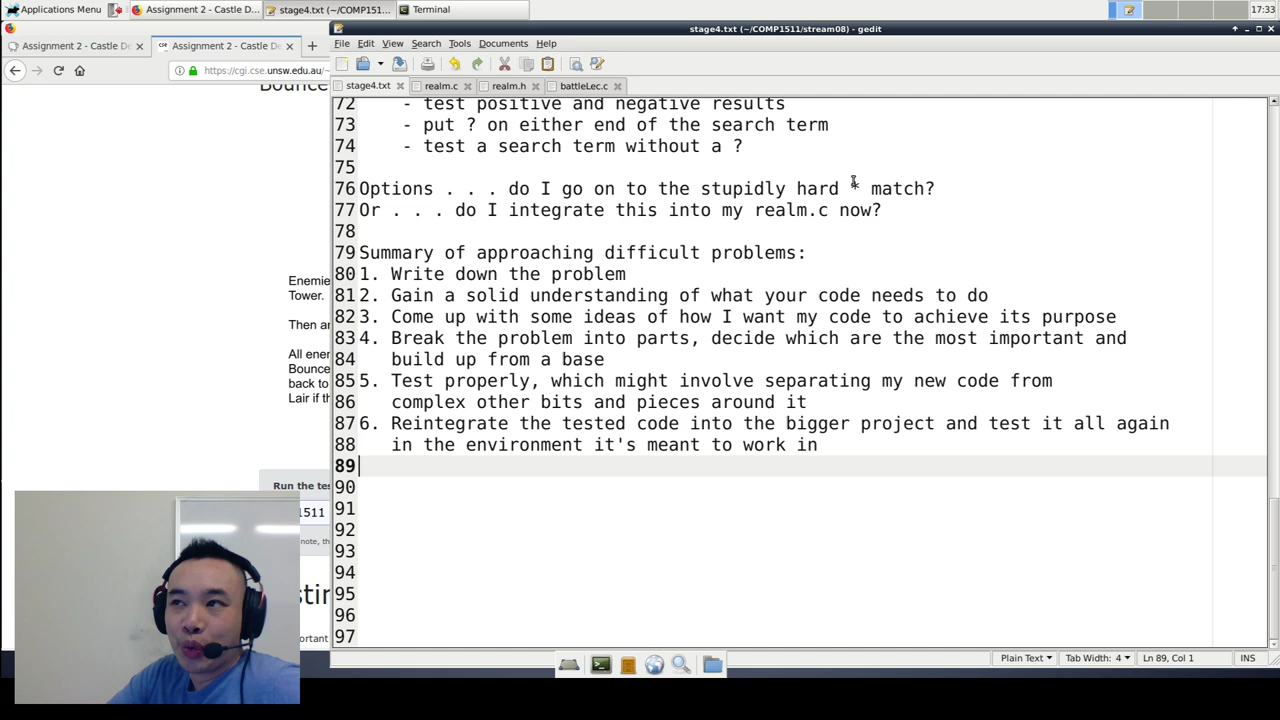 Applications Menu
Assignment 2 - Castle D...
stage4.txt (~/COMP1511...
Terminal
17:33
Assignment 2 - Castle De
Assignment 2 - Castle De
https://cgi.cse.unsw.edu.au/~
stage4.txt (~/COMP1511/stream08) - gedit
File Edit View Search Tools Documents Help
stage4.txt realm.c realm.h battleLec.c
72 - test positive and negative results
73 - put ? on either end of the search term
74 - test a search term without a ?
75
76 Options . . . do I go on to the stupidly hard * match?
77 Or . . . do I integrate this into my realm.c now?
78
79 Summary of approaching difficult problems:
80 1. Write down the problem
81 2. Gain a solid understanding of what your code needs to do
82 3. Come up with some ideas of how I want my code to achieve its purpose
83 4. Break the problem into parts, decide which are the most important and
84 build up from a base
85 5. Test properly, which might involve separating my new code from
86 complex other bits and pieces around it
87 6. Reintegrate the tested code into the bigger project and test it all again
88 in the environment it's meant to work in
89
90
91
92
93
94
95
96
97
Bounce
Enemie
Tower.
Then ar
All ener
Bounce
back to
Lair if th
Run the tes
1511
note, th
stin
ortant
Plain Text Tab Width: 4 Ln 89, Col 1 INS